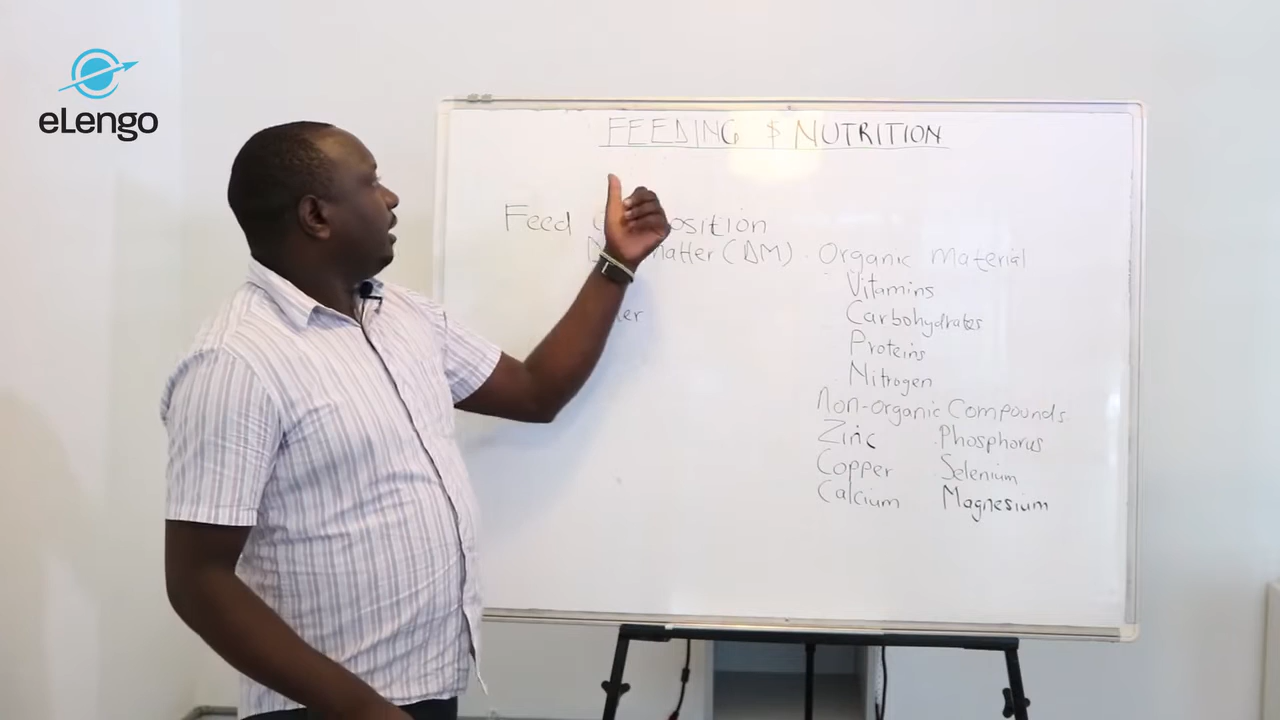 eLengo
FEEDING $ NUTRITION
Feed
matter (DM) . Organic material
Vitamins
Carbohydrates
Proteins
Nitrogen
Non-organic Compounds.
Zinc .Phosphorus
Copper .Selenium
Calcium Magnesium